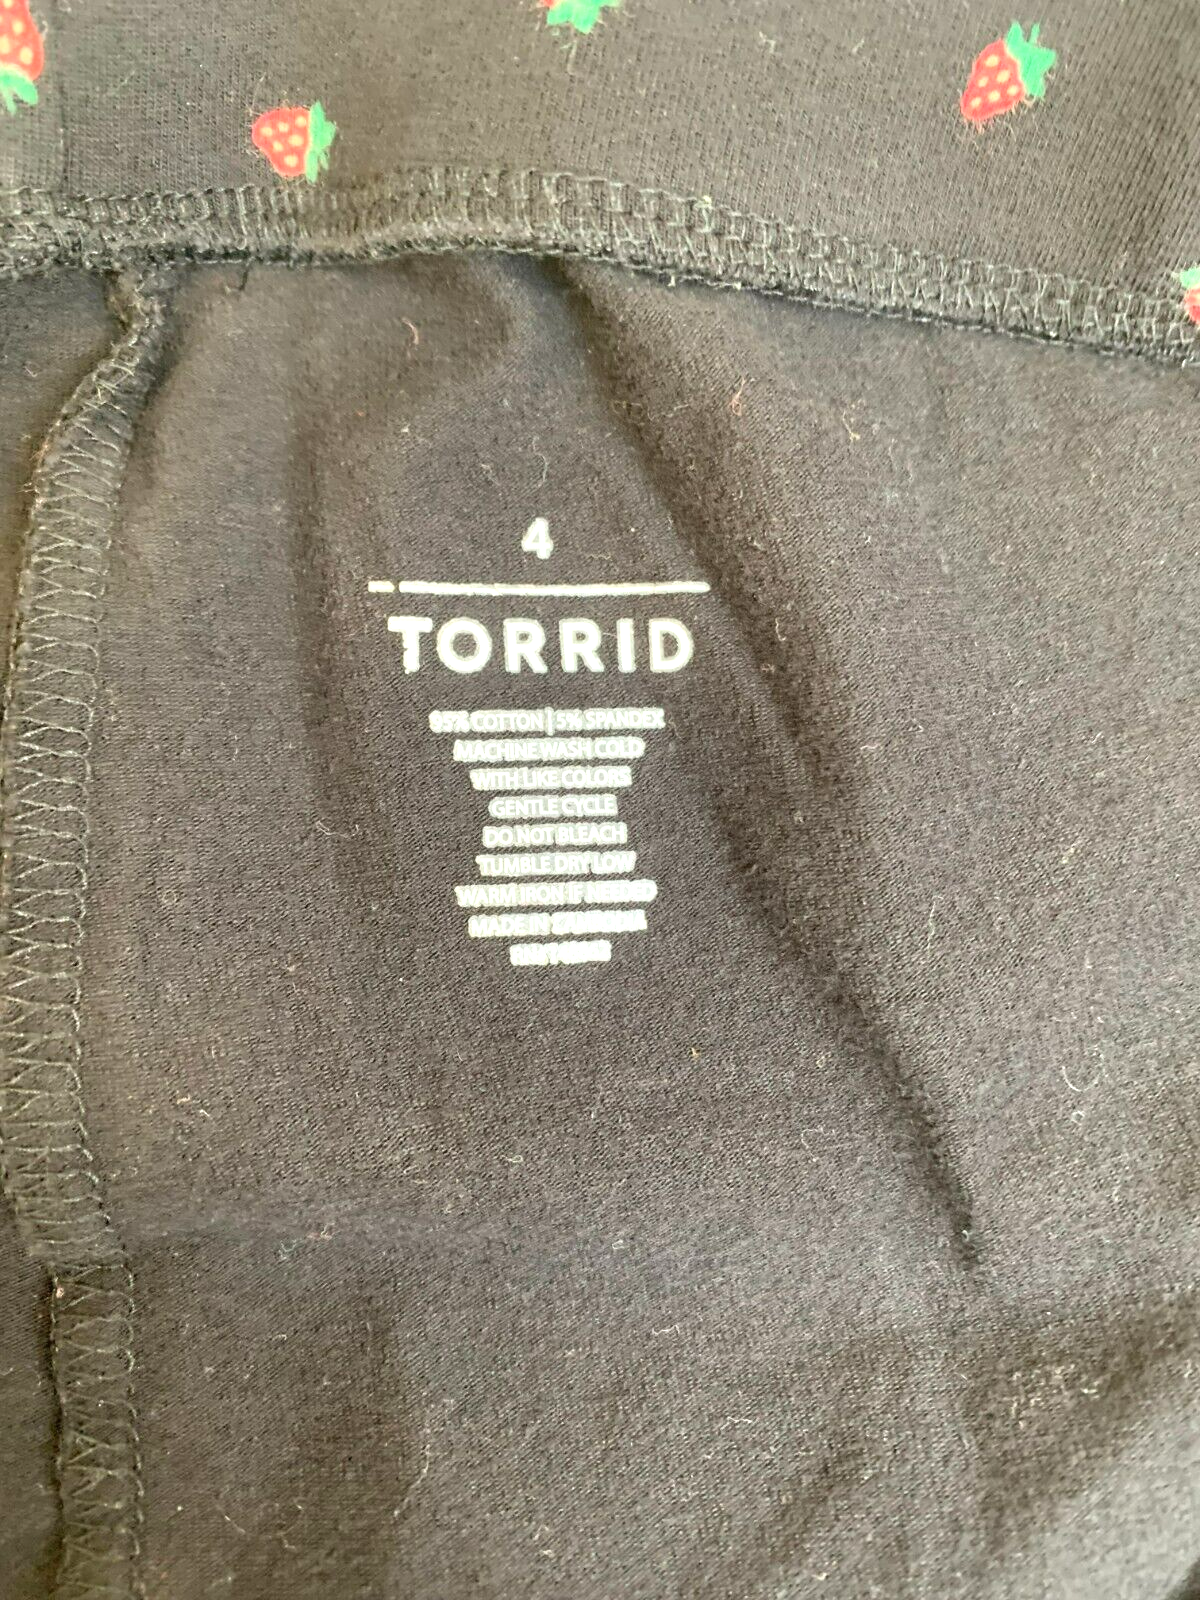 4
TORRID
95% COTTON | 5% SPANDEX
MACHINE WASH COLD
WITH LIKE COLORS
GENTLE CYCLE
DO NOT BLEACH
TUMBLE DRY LOW
WARM IRON IF NEEDED
MADE IN